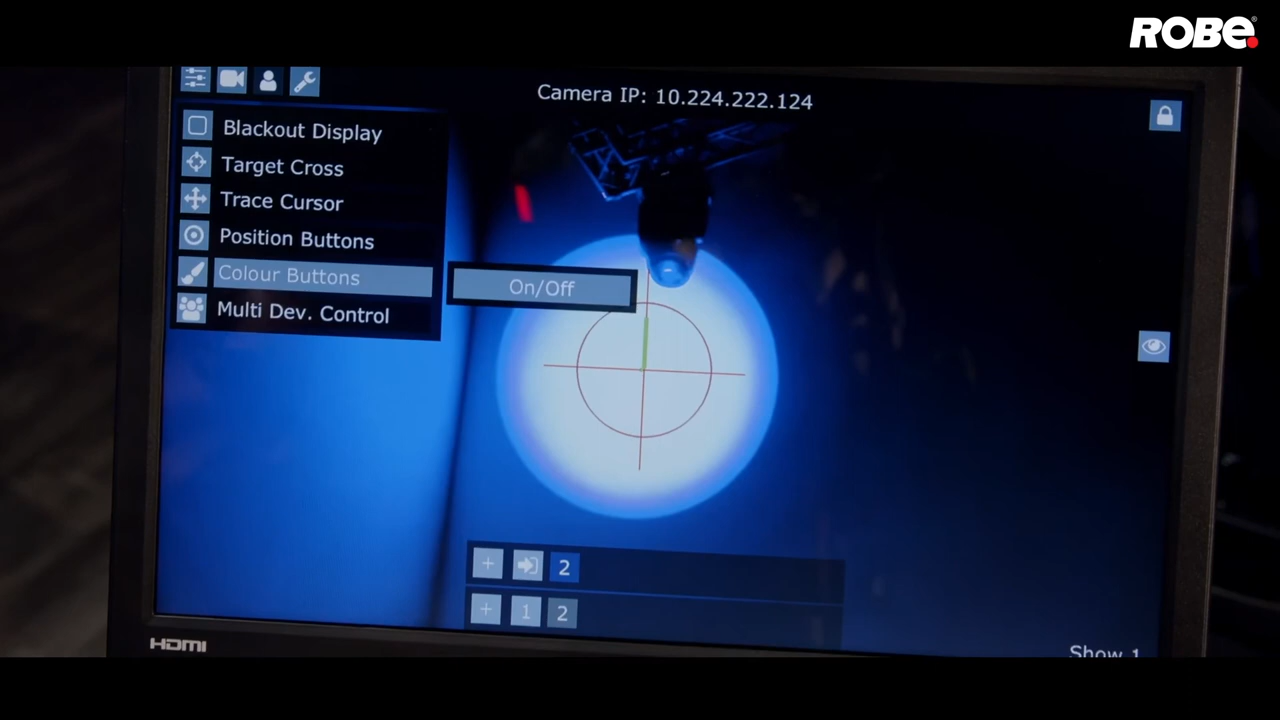 ROBE
Camera IP: 10.224.222.124
Blackout Display
Target Cross
Trace Cursor
Position Buttons
Colour Buttons
On/Off
Multi Dev. Control
+ 2
+ 1 2
Show 1
HDMI